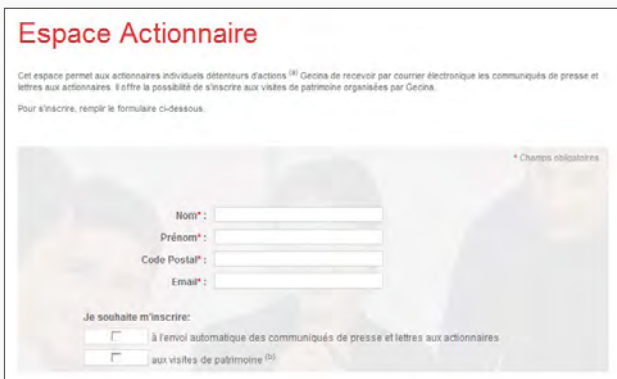 Espace Actionnaire
Cet espace permet aux actionnaires individuels détenteurs d'actions (a) Gecina de recevoir par courrier électronique les communiqués de presse et
lettres aux actionnaires. Il offre la possibilité de s'inscrire aux visites de patrimoine organisées par Gecina.
Pour s'inscrire, remplir le formulaire ci-dessous.
* Champs obligatoires
Nom* :
Prénom* :
Code Postal* :
Email* :
Je souhaite m'inscrire:
à l'envoi automatique des communiqués de presse et lettres aux actionnaires
aux visites de patrimoine (b)